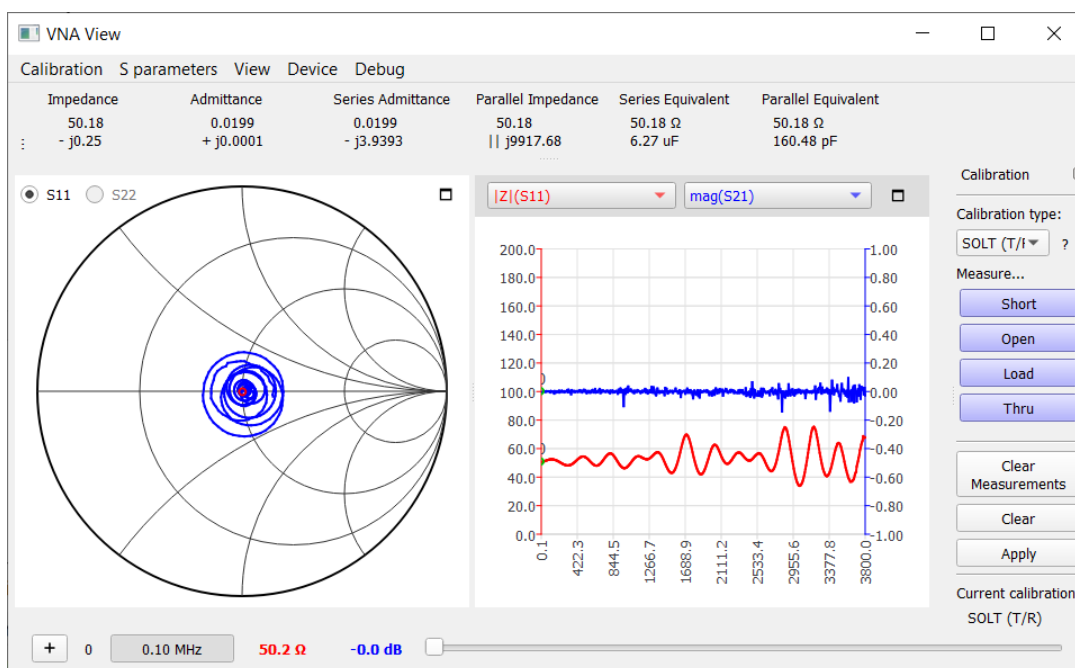 VNA View
Calibration S parameters View Device Debug
Impedance Admittance Series Admittance Parallel Impedance Series Equivalent Parallel Equivalent
50.18 0.0199 0.0199 50.18 50.18 Ω 50.18 Ω
- j0.25 + j0.0001 - j3.9393 || j9917.68 6.27 uF 160.48 pF
S11 S22
|Z|(S11) mag(S21)
200.0 1.00
180.0 0.80
160.0 0.60
140.0 0.40
120.0 0.20
100.0 0.00
80.0 -0.20
60.0 -0.40
40.0 -0.60
20.0 -0.80
0.0 -1.00
0.1 422.3 844.5 1266.7 1688.9 2111.2 2533.4 2955.6 3377.8 3800.0
Calibration
Calibration type:
SOLT (T/ ?
Measure...
Short
Open
Load
Thru
Clear
Measurements
Clear
Apply
Current calibration
SOLT (T/R)
+ 0 0.10 MHz 50.2 Ω -0.0 dB